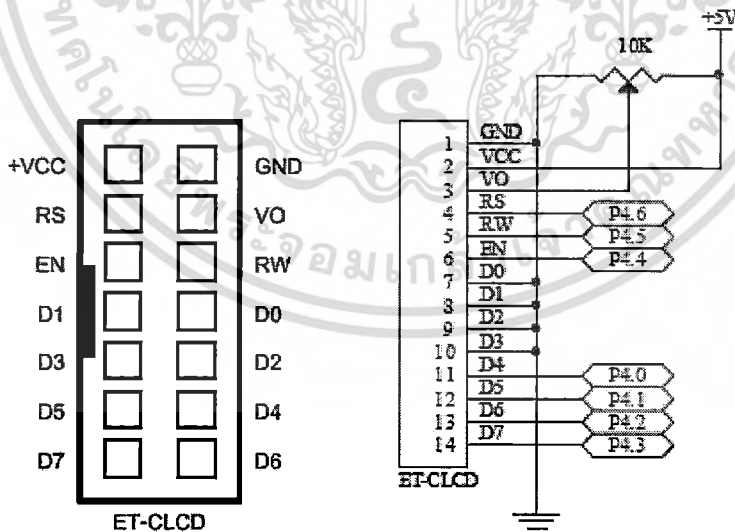 +5V
10K
+VCC GND
RS VO
EN RW
D1 D0
D3 D2
D5 D4
D7 D6
ET-CLCD
1 GND
2 VCC
3 VO
4 RS P4.6
5 RW P4.5
6 EN P4.4
7 D0
8 D1
9 D2
10 D3
11 D4 P4.0
12 D5 P4.1
13 D6 P4.2
14 D7 P4.3
ET-CLCD